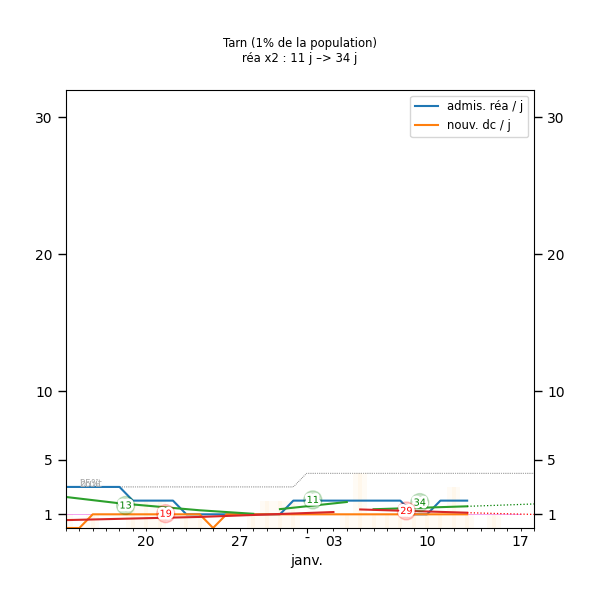 Tarn (1% de la population)
réa x2 : 11 j –> 34 j
admis. réa / j
nouv. dc / j
30 30
20 20
10 10
5 5
1 1
13 19 11 34 29
20 27 - 03 10 17
janv.